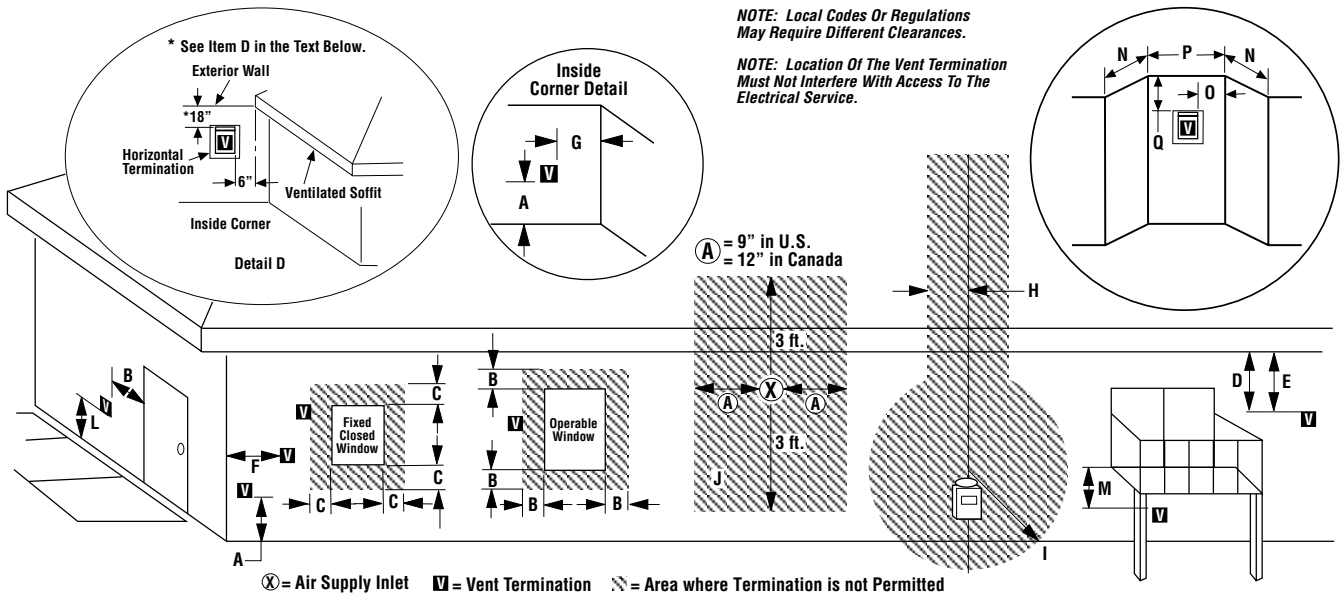 * See Item D in the Text Below.
Exterior Wall
*18”
V
Horizontal
Termination
6”
Ventilated Soffit
Inside Corner
Detail D
Inside
Corner Detail
G
V
A
NOTE: Local Codes Or Regulations
May Require Different Clearances.
NOTE: Location Of The Vent Termination
Must Not Interfere With Access To The
Electrical Service.
N P N
O
Q
V
A = 9” in U.S.
= 12” in Canada
H
3 ft.
X
A A
3 ft.
J
B
V
L
F V
V
A
C
V
Fixed
Closed
Window
C
C C
B
V
Operable
Window
B
B B
I
D E
V
M
V
X = Air Supply Inlet V = Vent Termination = Area where Termination is not Permitted